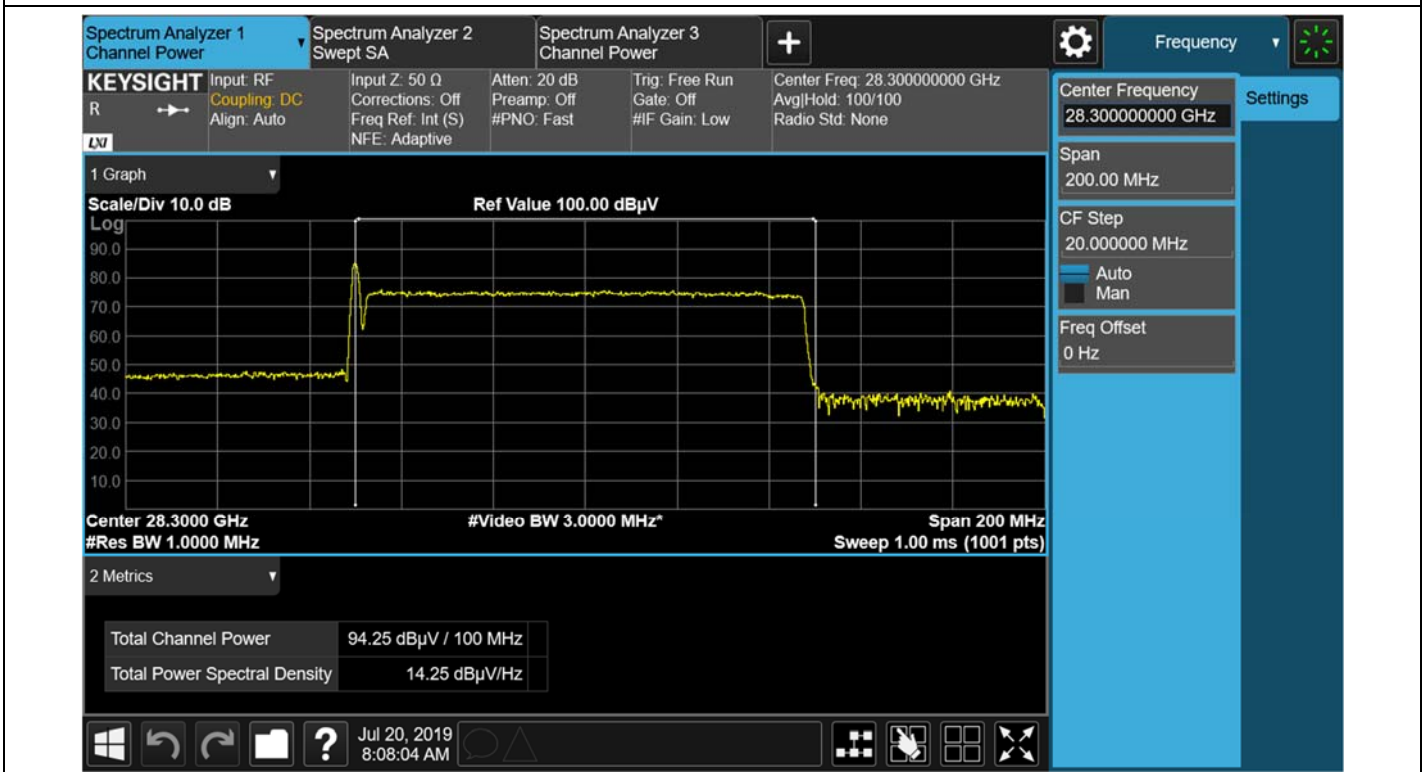 Spectrum Analyzer 1
Channel Power
Spectrum Analyzer 2
Swept SA
Spectrum Analyzer 3
Channel Power
Frequency
KEYSIGHT
R
LXI
Input: RF
Coupling: DC
Align: Auto
Input Z: 50 Ω
Corrections: Off
Freq Ref: Int (S)
NFE: Adaptive
Atten: 20 dB
Preamp: Off
#PNO: Fast
Trig: Free Run
Gate: Off
#IF Gain: Low
Center Freq: 28.300000000 GHz
Avg|Hold: 100/100
Radio Std: None
Center Frequency
28.300000000 GHz
Settings
Span
200.00 MHz
CF Step
20.000000 MHz
Auto
Man
Freq Offset
0 Hz
1 Graph
Scale/Div 10.0 dB
Ref Value 100.00 dBµV
Log
90.0
80.0
70.0
60.0
50.0
40.0
30.0
20.0
10.0
Center 28.3000 GHz
#Video BW 3.0000 MHz*
Span 200 MHz
#Res BW 1.0000 MHz
Sweep 1.00 ms (1001 pts)
2 Metrics
Total Channel Power 94.25 dBµV / 100 MHz
Total Power Spectral Density 14.25 dBµV/Hz
?
Jul 20, 2019
8:08:04 AM